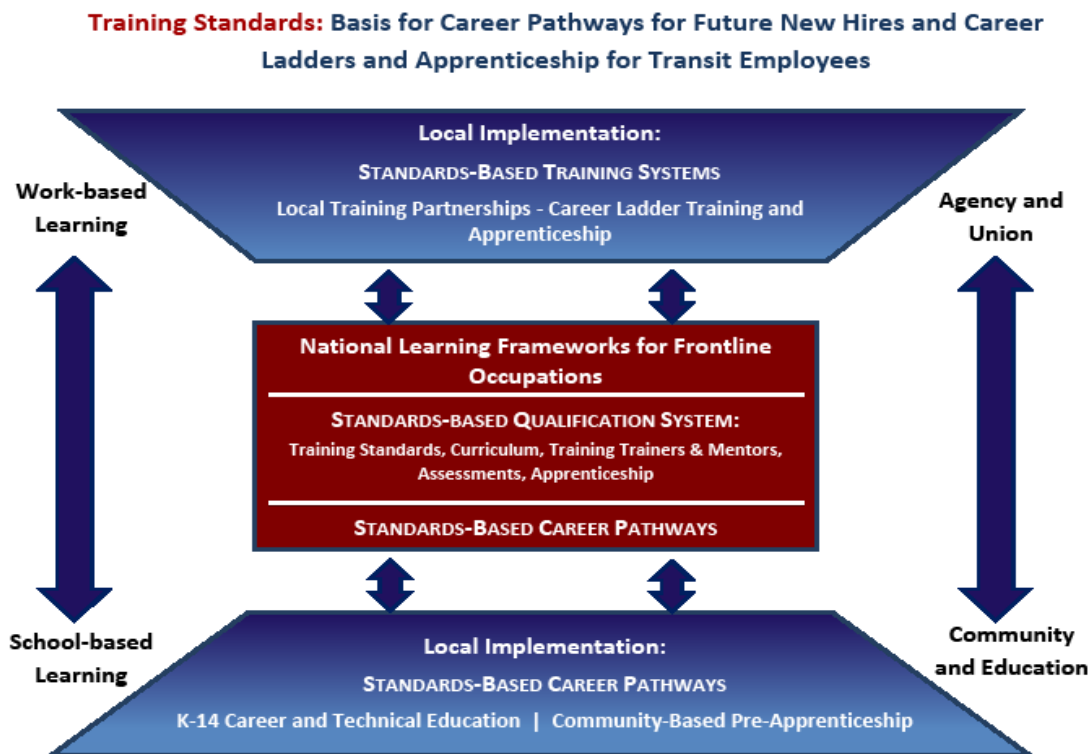 Training Standards: Basis for Career Pathways for Future New Hires and Career
Ladders and Apprenticeship for Transit Employees
Local Implementation:
STANDARDS-BASED TRAINING SYSTEMS
Local Training Partnerships - Career Ladder Training and
Apprenticeship
Work-based
Learning
Agency and
Union
National Learning Frameworks for Frontline
Occupations
STANDARDS-BASED QUALIFICATION SYSTEM:
Training Standards, Curriculum, Training Trainers & Mentors,
Assessments, Apprenticeship
STANDARDS-BASED CAREER PATHWAYS
School-based
Learning
Community
and Education
Local Implementation:
STANDARDS-BASED CAREER PATHWAYS
K-14 Career and Technical Education | Community-Based Pre-Apprenticeship